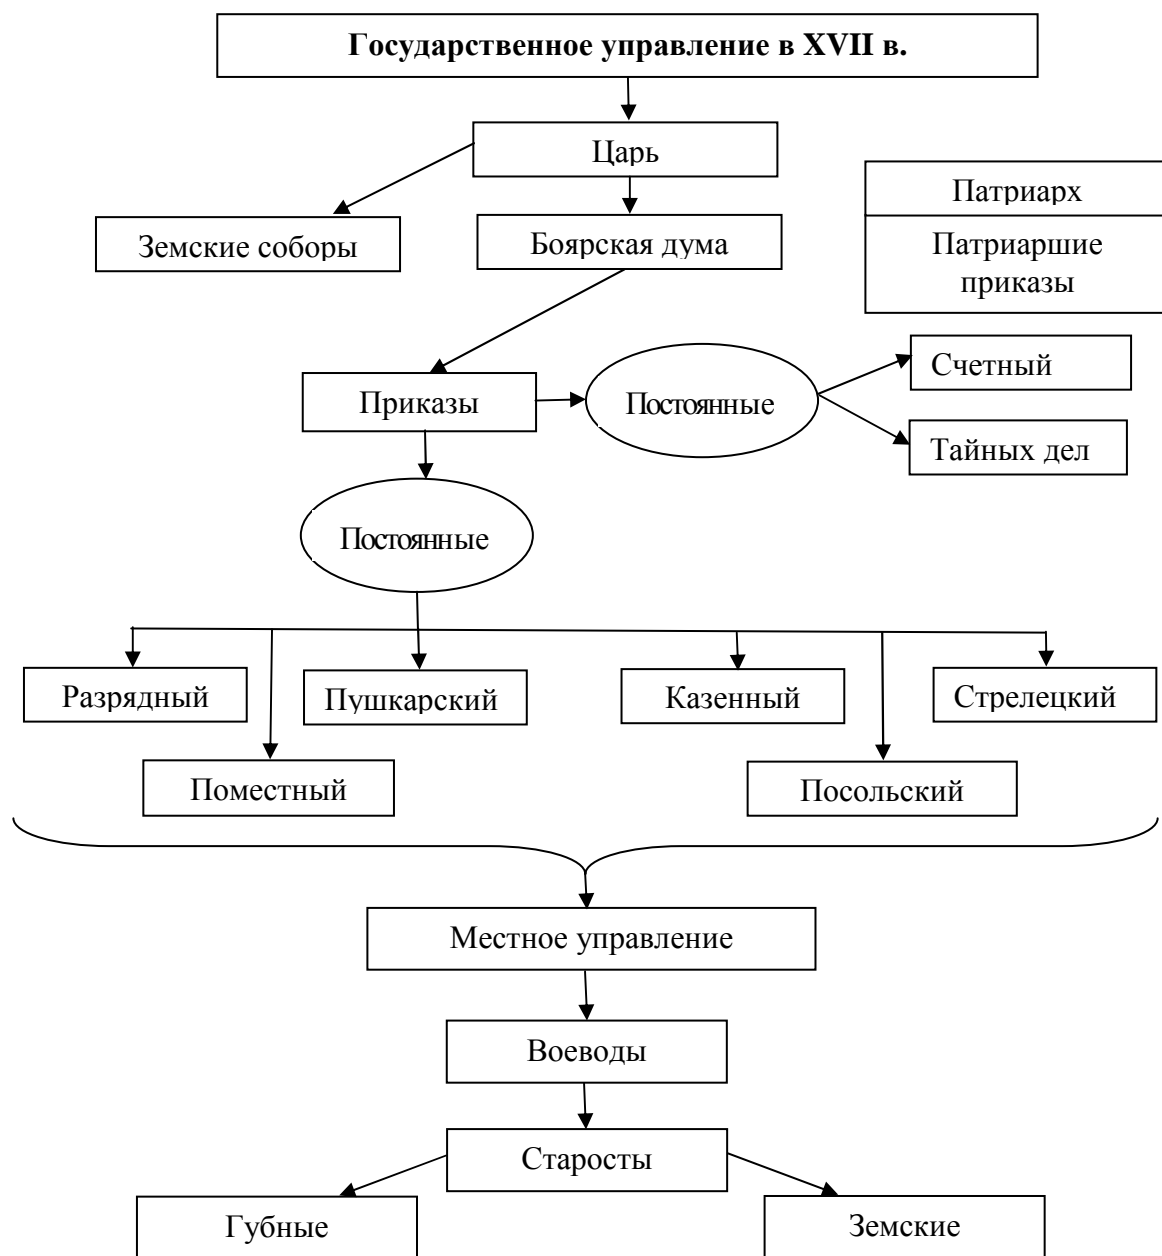 Государственное управление в XVII в.
Царь
Патриарх
Земские соборы
Боярская дума
Патриаршие
приказы
Счетный
Приказы
Постоянные
Тайных дел
Постоянные
Разрядный
Пушкарский
Казенный
Стрелецкий
Поместный
Посольский
Местное управление
Воеводы
Старосты
Губные
Земские